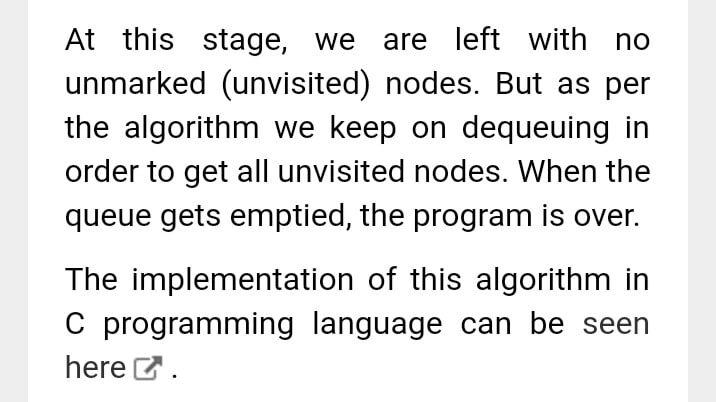 At this stage, we are left with no
unmarked (unvisited) nodes. But as per
the algorithm we keep on dequeuing in
order to get all unvisited nodes. When the
queue gets emptied, the program is over.
The implementation of this algorithm in
C programming language can be seen
here .